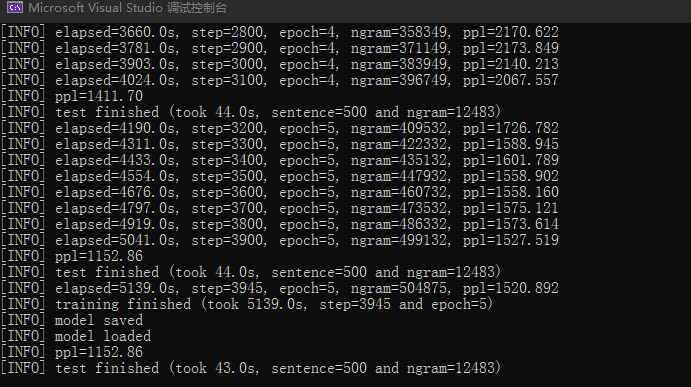 Microsoft Visual Studio 调试控制台
[INFO] elapsed=3660.0s, step=2800, epoch=4, ngram=358349, ppl=2170.622
[INFO] elapsed=3781.0s, step=2900, epoch=4, ngram=371149, ppl=2173.849
[INFO] elapsed=3903.0s, step=3000, epoch=4, ngram=383949, ppl=2140.213
[INFO] elapsed=4024.0s, step=3100, epoch=4, ngram=396749, ppl=2067.557
[INFO] ppl=1411.70
[INFO] test finished (took 44.0s, sentence=500 and ngram=12483)
[INFO] elapsed=4190.0s, step=3200, epoch=5, ngram=409532, ppl=1726.782
[INFO] elapsed=4311.0s, step=3300, epoch=5, ngram=422332, ppl=1588.945
[INFO] elapsed=4433.0s, step=3400, epoch=5, ngram=435132, ppl=1601.789
[INFO] elapsed=4554.0s, step=3500, epoch=5, ngram=447932, ppl=1558.902
[INFO] elapsed=4676.0s, step=3600, epoch=5, ngram=460732, ppl=1558.160
[INFO] elapsed=4797.0s, step=3700, epoch=5, ngram=473532, ppl=1575.121
[INFO] elapsed=4919.0s, step=3800, epoch=5, ngram=486332, ppl=1573.614
[INFO] elapsed=5041.0s, step=3900, epoch=5, ngram=499132, ppl=1527.519
[INFO] ppl=1152.86
[INFO] test finished (took 44.0s, sentence=500 and ngram=12483)
[INFO] elapsed=5139.0s, step=3945, epoch=5, ngram=504875, ppl=1520.892
[INFO] training finished (took 5139.0s, step=3945 and epoch=5)
[INFO] model saved
[INFO] model loaded
[INFO] ppl=1152.86
[INFO] test finished (took 43.0s, sentence=500 and ngram=12483)